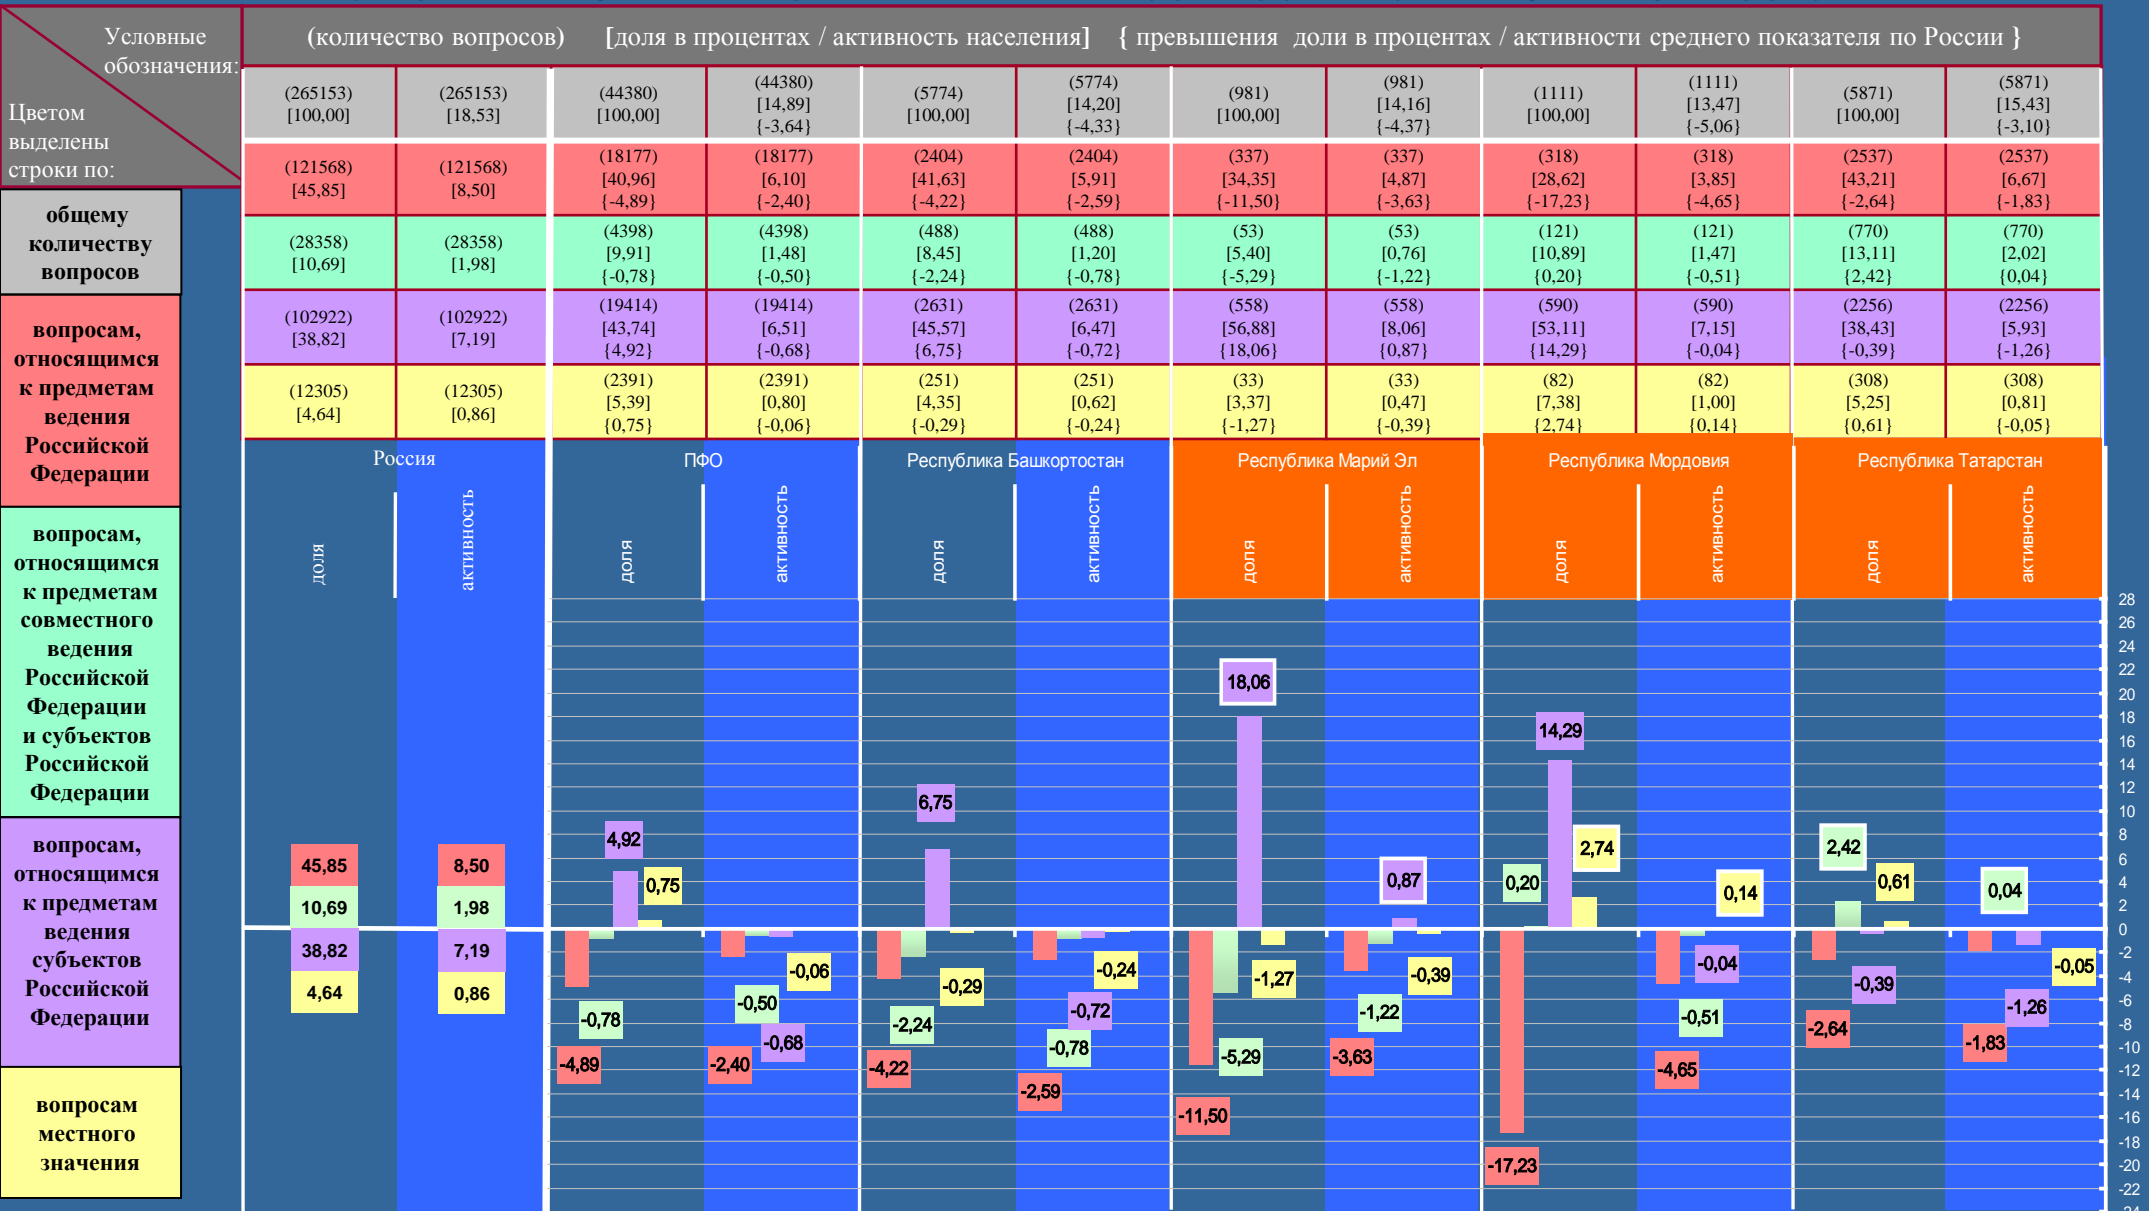 Условные
обозначения:
Цветом
выделены
строки по:
(количество вопросов) [доля в процентах / активность населения] { превышения доли в процентах / активности среднего показателя по России }
(265153) (265153) (44380) (44380) (5774) (5774) (981) (981) (1111) (1111) (5871) (5871)
[100,00] [18,53] [100,00] [14,89] [100,00] [14,20] [100,00] [14,16] [100,00] [13,47] [100,00] [15,43]
{-3,64} {-4,33} {-4,37} {-5,06} {-3,10}
(121568) (121568) (18177) (18177) (2404) (2404) (337) (337) (318) (318) (2537) (2537)
[45,85] [8,50] [40,96] [6,10] [41,63] [5,91] [34,35] [4,87] [28,62] [3,85] [43,21] [6,67]
{-4,89} {-2,40} {-4,22} {-2,59} {-11,50} {-3,63} {-17,23} {-4,65} {-2,64} {-1,83}
(28358) (28358) (4398) (4398) (488) (488) (53) (53) (121) (121) (770) (770)
[10,69] [1,98] [9,91] [1,48] [8,45] [1,20] [5,40] [0,76] [10,89] [1,47] [13,11] [2,02]
{-0,78} {-0,50} {-2,24} {-0,78} {-5,29} {-1,22} {0,20} {-0,51} {2,42} {0,04}
(102922) (102922) (19414) (19414) (2631) (2631) (558) (558) (590) (590) (2256) (2256)
[38,82] [7,19] [43,74] [6,51] [45,57] [6,47] [56,88] [8,06] [53,11] [7,15] [38,43] [5,93]
{4,92} {-0,68} {6,75} {-0,72} {18,06} {0,87} {14,29} {-0,04} {-0,39} {-1,26}
(12305) (12305) (2391) (2391) (251) (251) (33) (33) (82) (82) (308) (308)
[4,64] [0,86] [5,39] [0,80] [4,35] [0,62] [3,37] [0,47] [7,38] [1,00] [5,25] [0,81]
{0,75} {-0,06} {-0,29} {-0,24} {-1,27} {-0,39} {2,74} {0,14} {0,61} {-0,05}
общему
количеству
вопросов
вопросам,
относящимся
к предметам
ведения
Российской
Федерации
вопросам,
относящимся
к предметам
совместного
ведения
Российской
Федерации
и субъектов
Российской
Федерации
вопросам,
относящимся
к предметам
ведения
субъектов
Российской
Федерации
вопросам
местного
значения
Россия ПФО Республика Башкортостан Республика Марий Эл Республика Мордовия Республика Татарстан
доля активность доля активность доля активность доля активность доля активность доля активность
45,85 8,50
10,69 1,98
38,82 7,19
4,64 0,86
4,92
0,75
-0,78
-4,89
-0,06
-0,50
-0,68
-2,40
6,75
-0,29
-2,24
-4,22
-0,24
-0,72
-0,78
-2,59
18,06
-1,27
-5,29
-11,50
0,87
-0,39
-1,22
-3,63
14,29
2,74
0,20
-17,23
0,14
-0,04
-0,51
-4,65
2,42
0,61
-0,39
-2,64
0,04
-0,05
-1,26
-1,83
28
26
24
22
20
18
16
14
12
10
8
6
4
2
0
-2
-4
-6
-8
-10
-12
-14
-16
-18
-20
-22